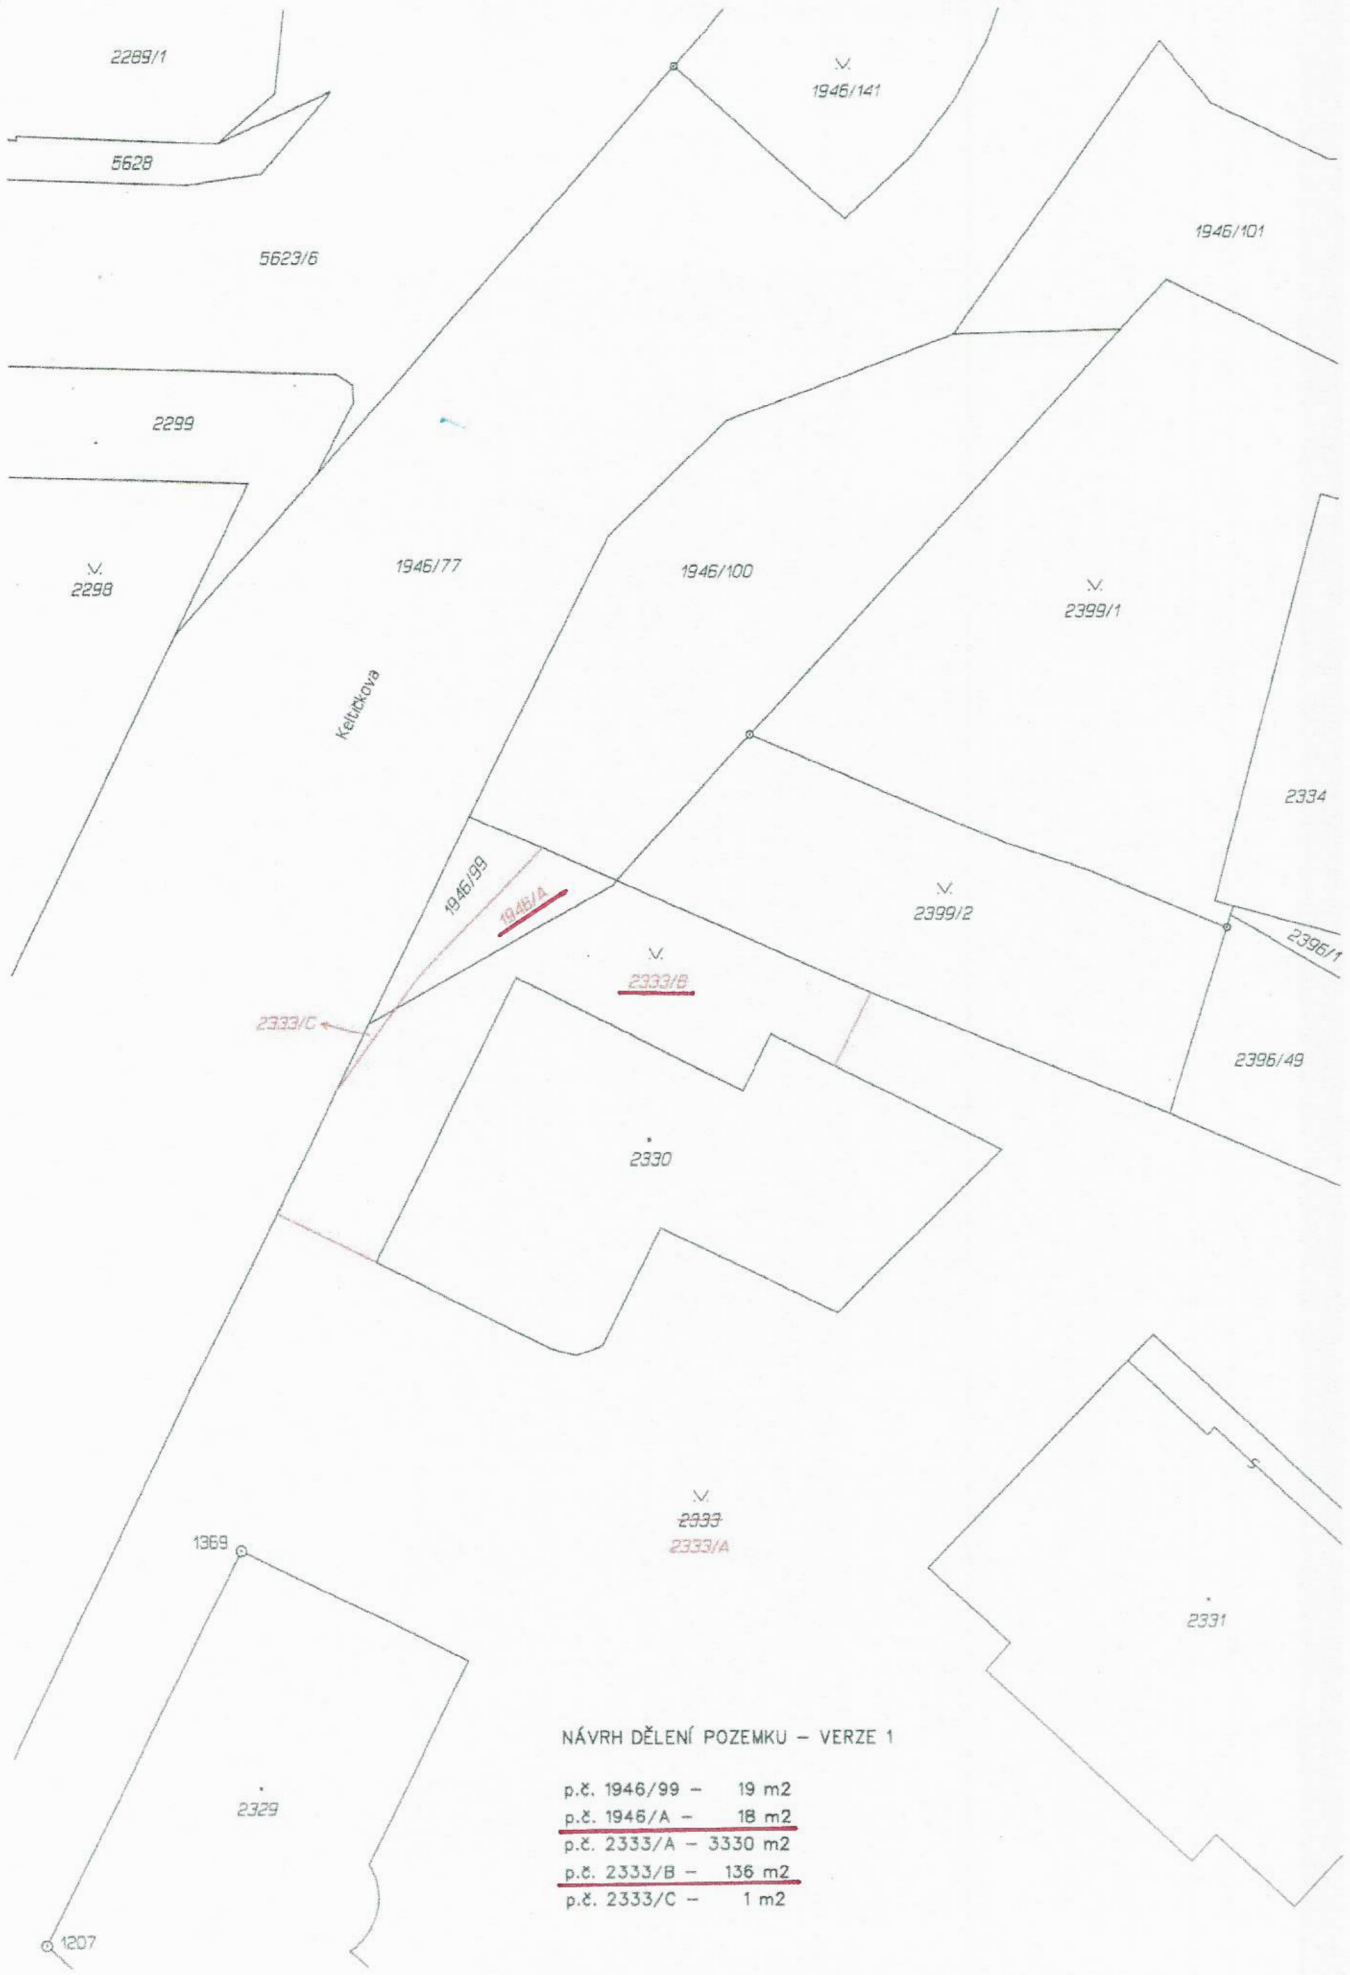 2289/1
1946/141
5628
1946/101
5623/6
2299
1946/77
1946/100
2298
2399/1
Keltičkova
2334
1946/99
1946/A
2399/2
2396/1
2333/B
2333/C
2396/49
2330
S
2333
2333/A
1369
2331
NÁVRH DĚLENÍ POZEMKU – VERZE 1
p.č. 1946/99 – 19 m2
p.č. 1946/A – 18 m2
2329
p.č. 2333/A – 3330 m2
p.č. 2333/B – 136 m2
p.č. 2333/C – 1 m2
1207